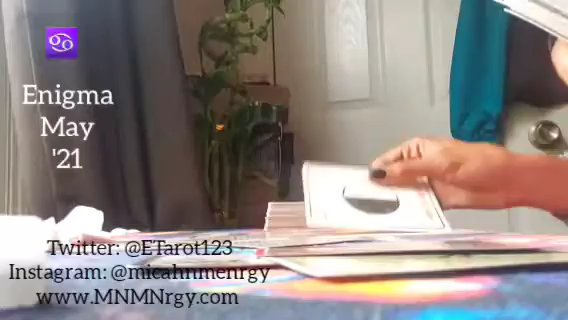 ♋
Enigma
May
'21
Twitter: @ETarot123
Instagram: @micahnmenrgy
www.MNMNrgy.com